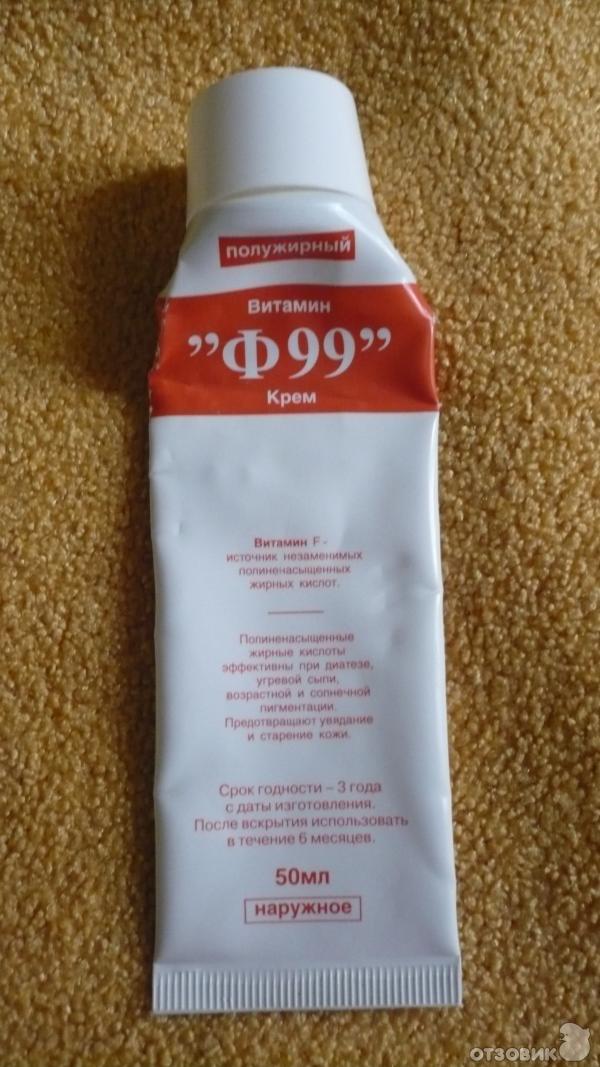 полужирный
Витамин
”Ф99”
Крем
Витамин F -
источник незаменимых
полиненасыщенных
жирных кислот.
Полиненасыщенные
жирные кислоты
эффективны при диатезе,
угревой сыпи,
возрастной и солнечной
пигментации.
Предотвращают увядание
и старение кожи.
Срок годности – 3 года
с даты изготовления.
После вскрытия использовать
в течение 6 месяцев.
50мл
наружное
ОТЗОВИК